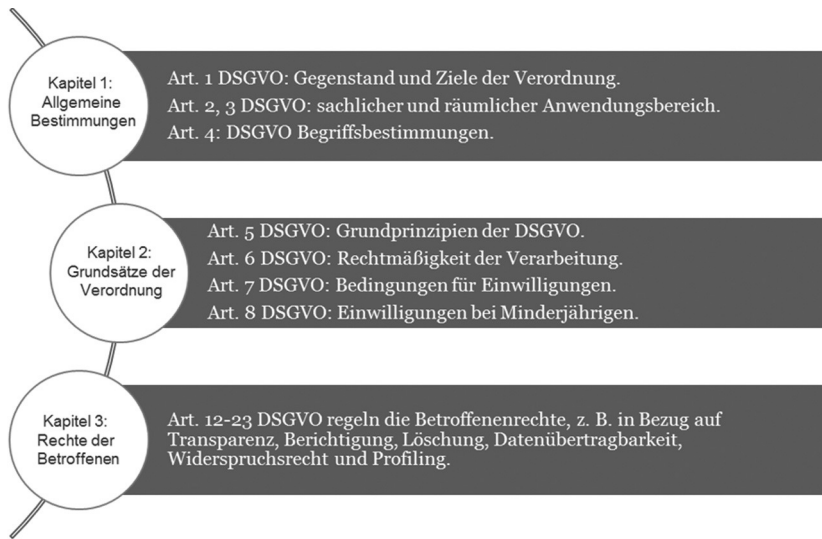 Kapitel 1:
Allgemeine
Bestimmungen
Art. 1 DSGVO: Gegenstand und Ziele der Verordnung.
Art. 2, 3 DSGVO: sachlicher und räumlicher Anwendungsbereich.
Art. 4: DSGVO Begriffsbestimmungen.
Kapitel 2:
Grundsätze der
Verordnung
Art. 5 DSGVO: Grundprinzipien der DSGVO.
Art. 6 DSGVO: Rechtmäßigkeit der Verarbeitung.
Art. 7 DSGVO: Bedingungen für Einwilligungen.
Art. 8 DSGVO: Einwilligungen bei Minderjährigen.
Kapitel 3:
Rechte der
Betroffenen
Art. 12-23 DSGVO regeln die Betroffenenrechte, z. B. in Bezug auf
Transparenz, Berichtigung, Löschung, Datenübertragbarkeit,
Widerspruchsrecht und Profiling.